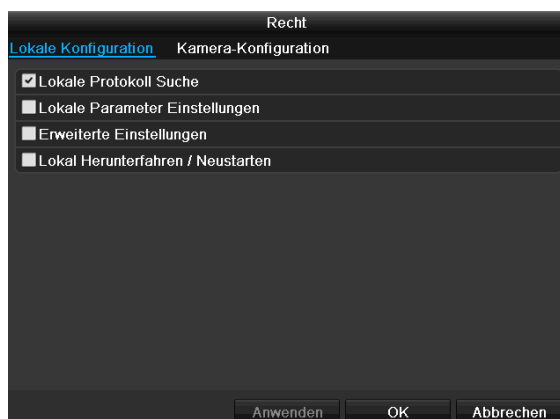 Recht
Lokale Konfiguration Kamera-Konfiguration
Lokale Protokoll Suche
Lokale Parameter Einstellungen
Erweiterte Einstellungen
Lokal Herunterfahren / Neustarten
Anwenden OK Abbrechen